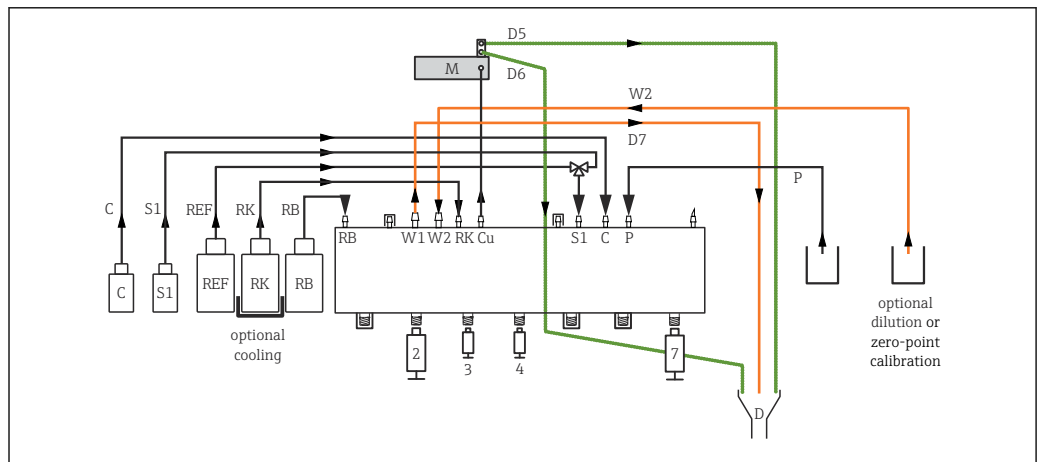 D5
M
D6
W2
D7
P
C
S1
REF
RK
RB
RB
W1
W2
RK
Cu
S1
C
P
C
S1
REF
RK
RB
optional
cooling
optional
dilution or
zero-point
calibration
2
3
4
7
D